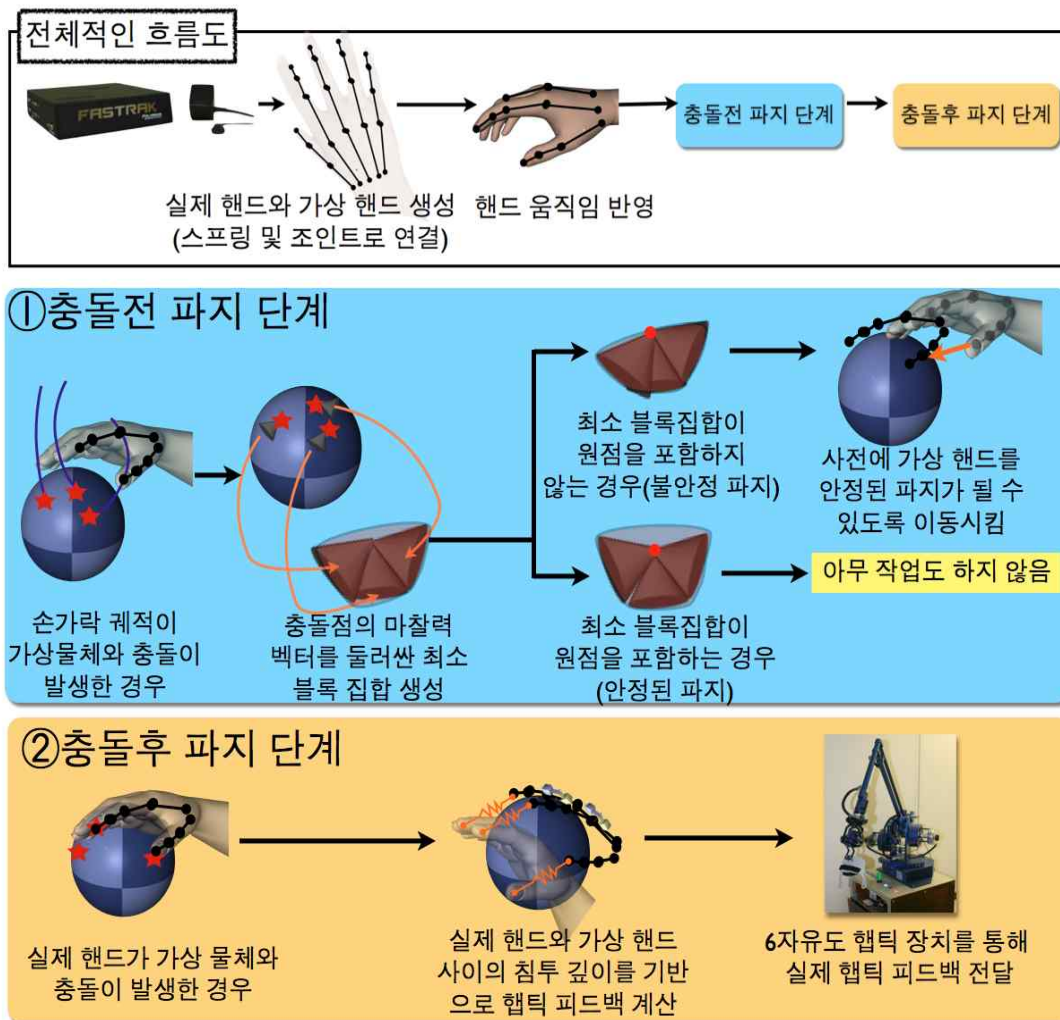 전체적인 흐름도
FASTRAK
실제 핸드와 가상 핸드 생성
(스프링 및 조인트로 연결)
핸드 움직임 반영
충돌전 파지 단계
충돌후 파지 단계
①충돌전 파지 단계
손가락 궤적이
가상물체와 충돌이
발생한 경우
충돌점의 마찰력
벡터를 둘러싼 최소
블록 집합 생성
최소 블록집합이
원점을 포함하지
않는 경우(불안정 파지)
사전에 가상 핸드를
안정된 파지가 될 수
있도록 이동시킴
최소 블록집합이
원점을 포함하는 경우
(안정된 파지)
아무 작업도 하지 않음
②충돌후 파지 단계
실제 핸드가 가상 물체와
충돌이 발생한 경우
실제 핸드와 가상 핸드
사이의 침투 깊이를 기반
으로 햅틱 피드백 계산
6자유도 햅틱 장치를 통해
실제 햅틱 피드백 전달